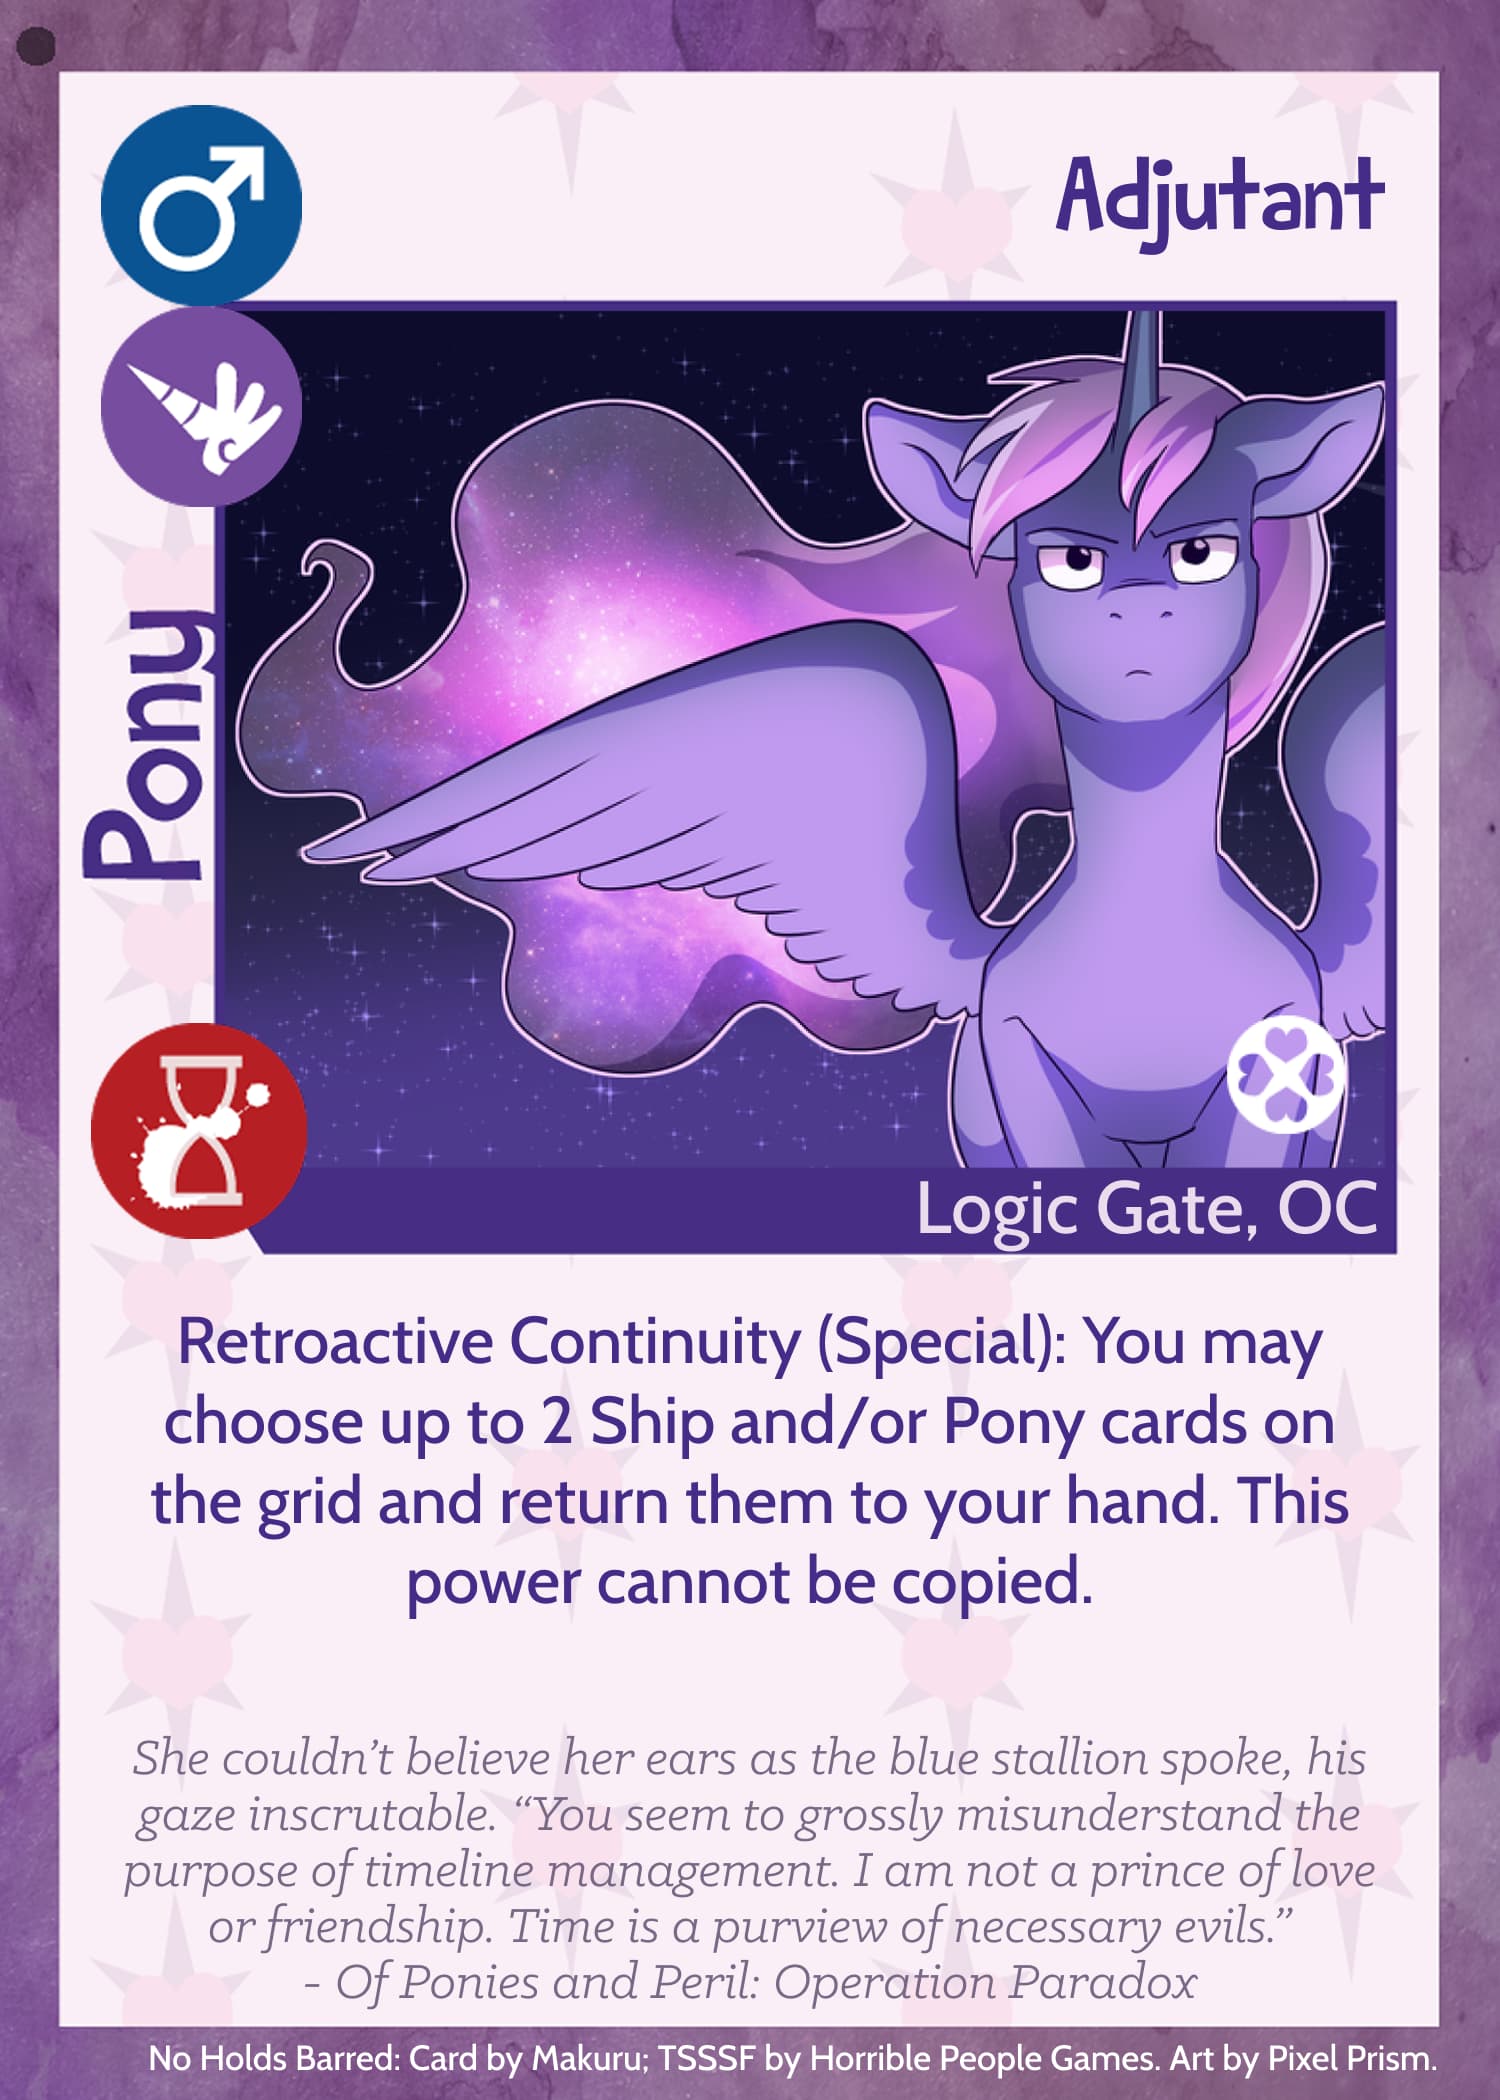 Adjutant
Pony
Logic Gate, OC
Retroactive Continuity (Special): You may
choose up to 2 Ship and/or Pony cards on
the grid and return them to your hand. This
power cannot be copied.
She couldn’t believe her ears as the blue stallion spoke, his
gaze inscrutable. “You seem to grossly misunderstand the
purpose of timeline management. I am not a prince of love
or friendship. Time is a purview of necessary evils.”
- Of Ponies and Peril: Operation Paradox
No Holds Barred: Card by Makuru; TSSSF by Horrible People Games. Art by Pixel Prism.